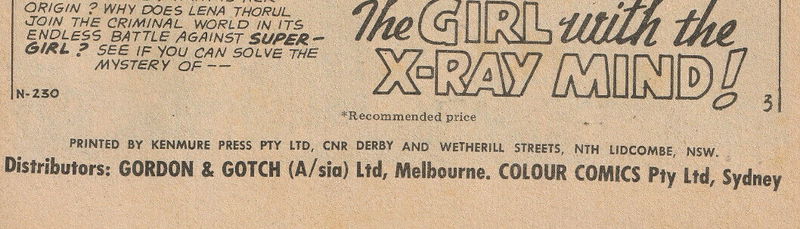 ORIGIN? WHY DOES LENA THORUL
JOIN THE CRIMINAL WORLD IN ITS
ENDLESS BATTLE AGAINST SUPER-
GIRL? SEE IF YOU CAN SOLVE THE
MYSTERY OF --
The GIRL with the
X-RAY MIND!
N-230
3
*Recommended price
PRINTED BY KENMURE PRESS PTY LTD, CNR DERBY AND WETHERILL STREETS, NTH LIDCOMBE, NSW.
Distributors: GORDON & GOTCH (A/sia) Ltd, Melbourne. COLOUR COMICS Pty Ltd, Sydney